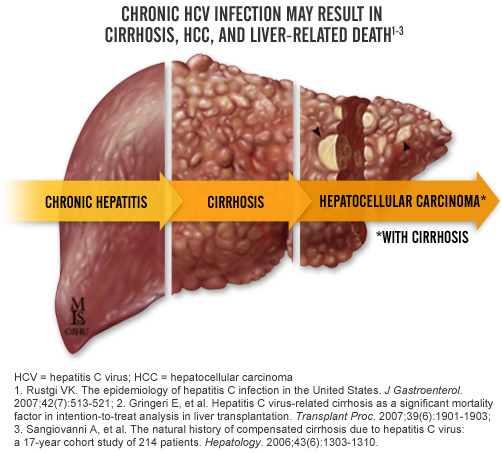 CHRONIC HCV INFECTION MAY RESULT IN
CIRRHOSIS, HCC, AND LIVER-RELATED DEATH1-3
CHRONIC HEPATITIS
CIRRHOSIS
HEPATOCELLULAR CARCINOMA*
*WITH CIRRHOSIS
OHSU
HCV = hepatitis C virus; HCC = hepatocellular carcinoma
1. Rustgi VK. The epidemiology of hepatitis C infection in the United States. J Gastroenterol.
2007;42(7):513-521; 2. Gringeri E, et al. Hepatitis C virus-related cirrhosis as a significant mortality
factor in intention-to-treat analysis in liver transplantation. Transplant Proc. 2007;39(6):1901-1903;
3. Sangiovanni A, et al. The natural history of compensated cirrhosis due to hepatitis C virus:
a 17-year cohort study of 214 patients. Hepatology. 2006;43(6):1303-1310.